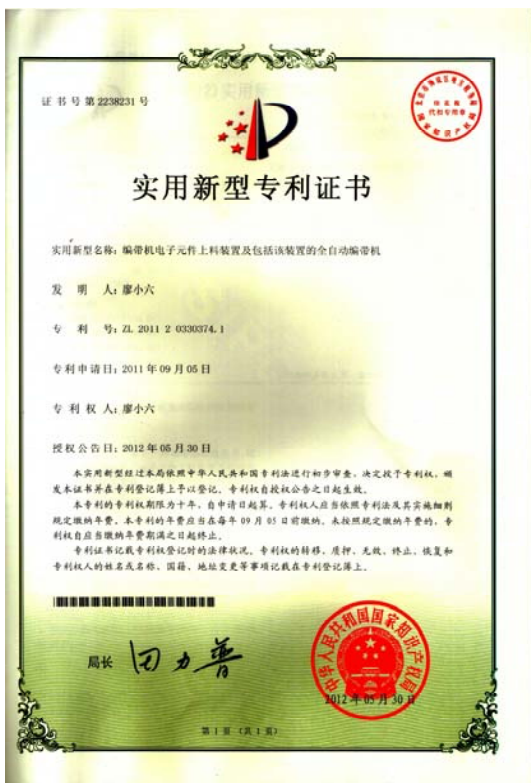 证书号第2238231号
实用新型专利证书
实用新型名称：编带机电子元件上料装置及包括该装置的全自动编带机
发 明 人：廖小六
专 利 号：ZL 2011 2 0330374.1
专利申请日：2011年09月05日
专 利 权 人：廖小六
授权公告日：2012年05月30日
本实用新型经过本局依照中华人民共和国专利法进行初步审查，决定授予专利权，颁
发本证书并在专利登记簿上予以登记。专利权自授权公告之日起生效。
本专利的专利权期限为十年，自申请日起算。专利权人应当依照专利法及其实施细则
规定缴纳年费。本专利的年费应当在每年09月05日前缴纳。未按照规定缴纳年费的，专
利权自应当缴纳年费期满之日起终止。
专利证书记载专利权登记时的法律状况。专利权的转移、质押、无效、终止、恢复和
专利权人的姓名或名称、国籍、地址变更等事项记载在专利登记簿上。
局长 田力普
中华人民共和国国家知识产权局
2012年05月30日
第1页（共1页）